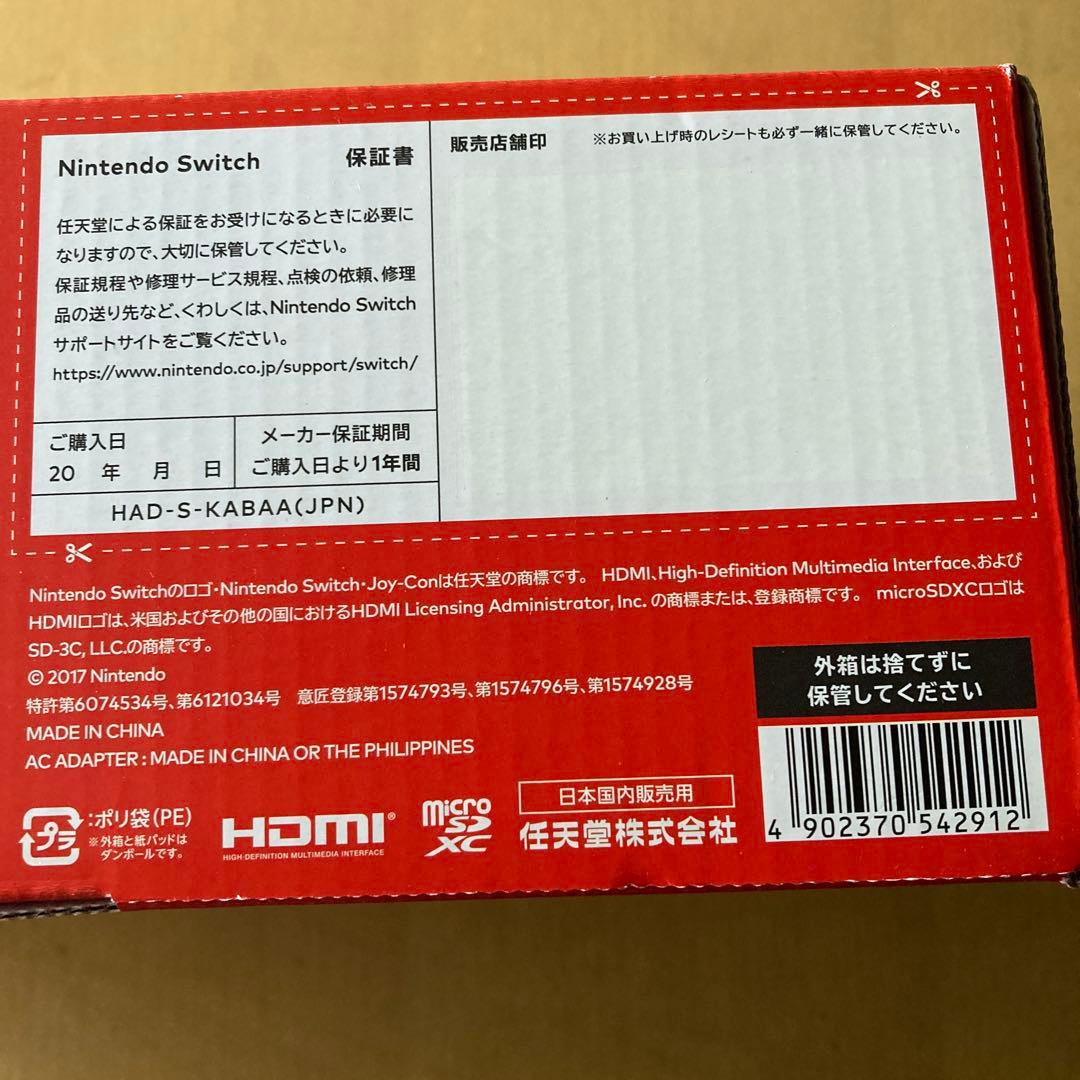 Nintendo Switch 保証書
任天堂による保証をお受けになるときに必要に
なりますので、大切に保管してください。
保証規程や修理サービス規程、点検の依頼、修理
品の送り先など、くわしくは、Nintendo Switch
サポートサイトをご覧ください。
https://www.nintendo.co.jp/support/switch/
ご購入日
20 年 月 日
メーカー保証期間
ご購入日より1年間
HAD-S-KABAA(JPN)
販売店舗印 ※お買い上げ時のレシートも必ず一緒に保管してください。
Nintendo Switchのロゴ・Nintendo Switch・Joy-Conは任天堂の商標です。 HDMI、High-Definition Multimedia Interface、および
HDMIロゴは、米国およびその他の国におけるHDMI Licensing Administrator, Inc. の商標または、登録商標です。 microSDXCロゴは
SD-3C, LLC.の商標です。
© 2017 Nintendo
特許第6074534号、第6121034号 意匠登録第1574793号、第1574796号、第1574928号
MADE IN CHINA
AC ADAPTER : MADE IN CHINA OR THE PHILIPPINES
外箱は捨てずに
保管してください
プラ
:ポリ袋(PE)
※外箱と紙パッドは
ダンボールです。
HDMI®
HIGH-DEFINITION MULTIMEDIA INTERFACE
micro
SD
XC
日本国内販売用
任天堂株式会社
4 902370 542912